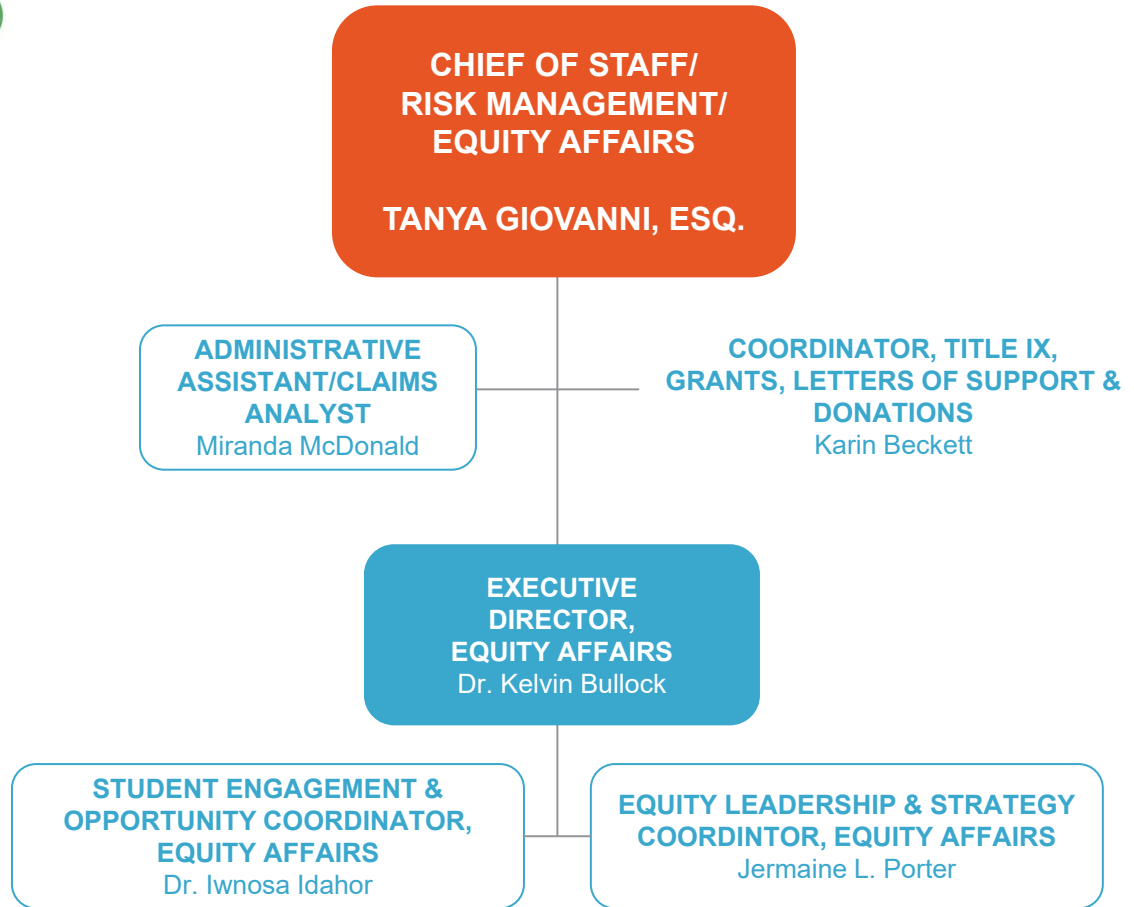 CHIEF OF STAFF/
RISK MANAGEMENT/
EQUITY AFFAIRS
TANYA GIOVANNI, ESQ.
ADMINISTRATIVE
ASSISTANT/CLAIMS
ANALYST
Miranda McDonald
COORDINATOR, TITLE IX,
GRANTS, LETTERS OF SUPPORT &
DONATIONS
Karin Beckett
EXECUTIVE
DIRECTOR,
EQUITY AFFAIRS
Dr. Kelvin Bullock
STUDENT ENGAGEMENT &
OPPORTUNITY COORDINATOR,
EQUITY AFFAIRS
Dr. Iwnosa Idahor
EQUITY LEADERSHIP & STRATEGY
COORDINTOR, EQUITY AFFAIRS
Jermaine L. Porter